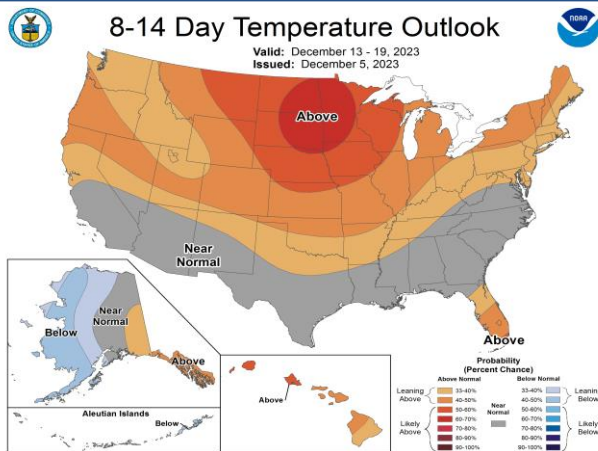 8-14 Day Temperature Outlook
Valid: December 13 - 19, 2023
Issued: December 5, 2023
NOAA
Above
Near
Normal
Below
Near
Normal
Above
Aleutian Islands
Below
Above
Above
Probability
(Percent Chance)
Above Normal
Below Normal
Leaning
Above
33-40%
40-50%
Likely
Above
50-60%
60-70%
70-80%
80-90%
90-100%
Near
Normal
33-40%
40-50%
Leaning
Below
50-60%
60-70%
70-80%
80-90%
90-100%
Likely
Below